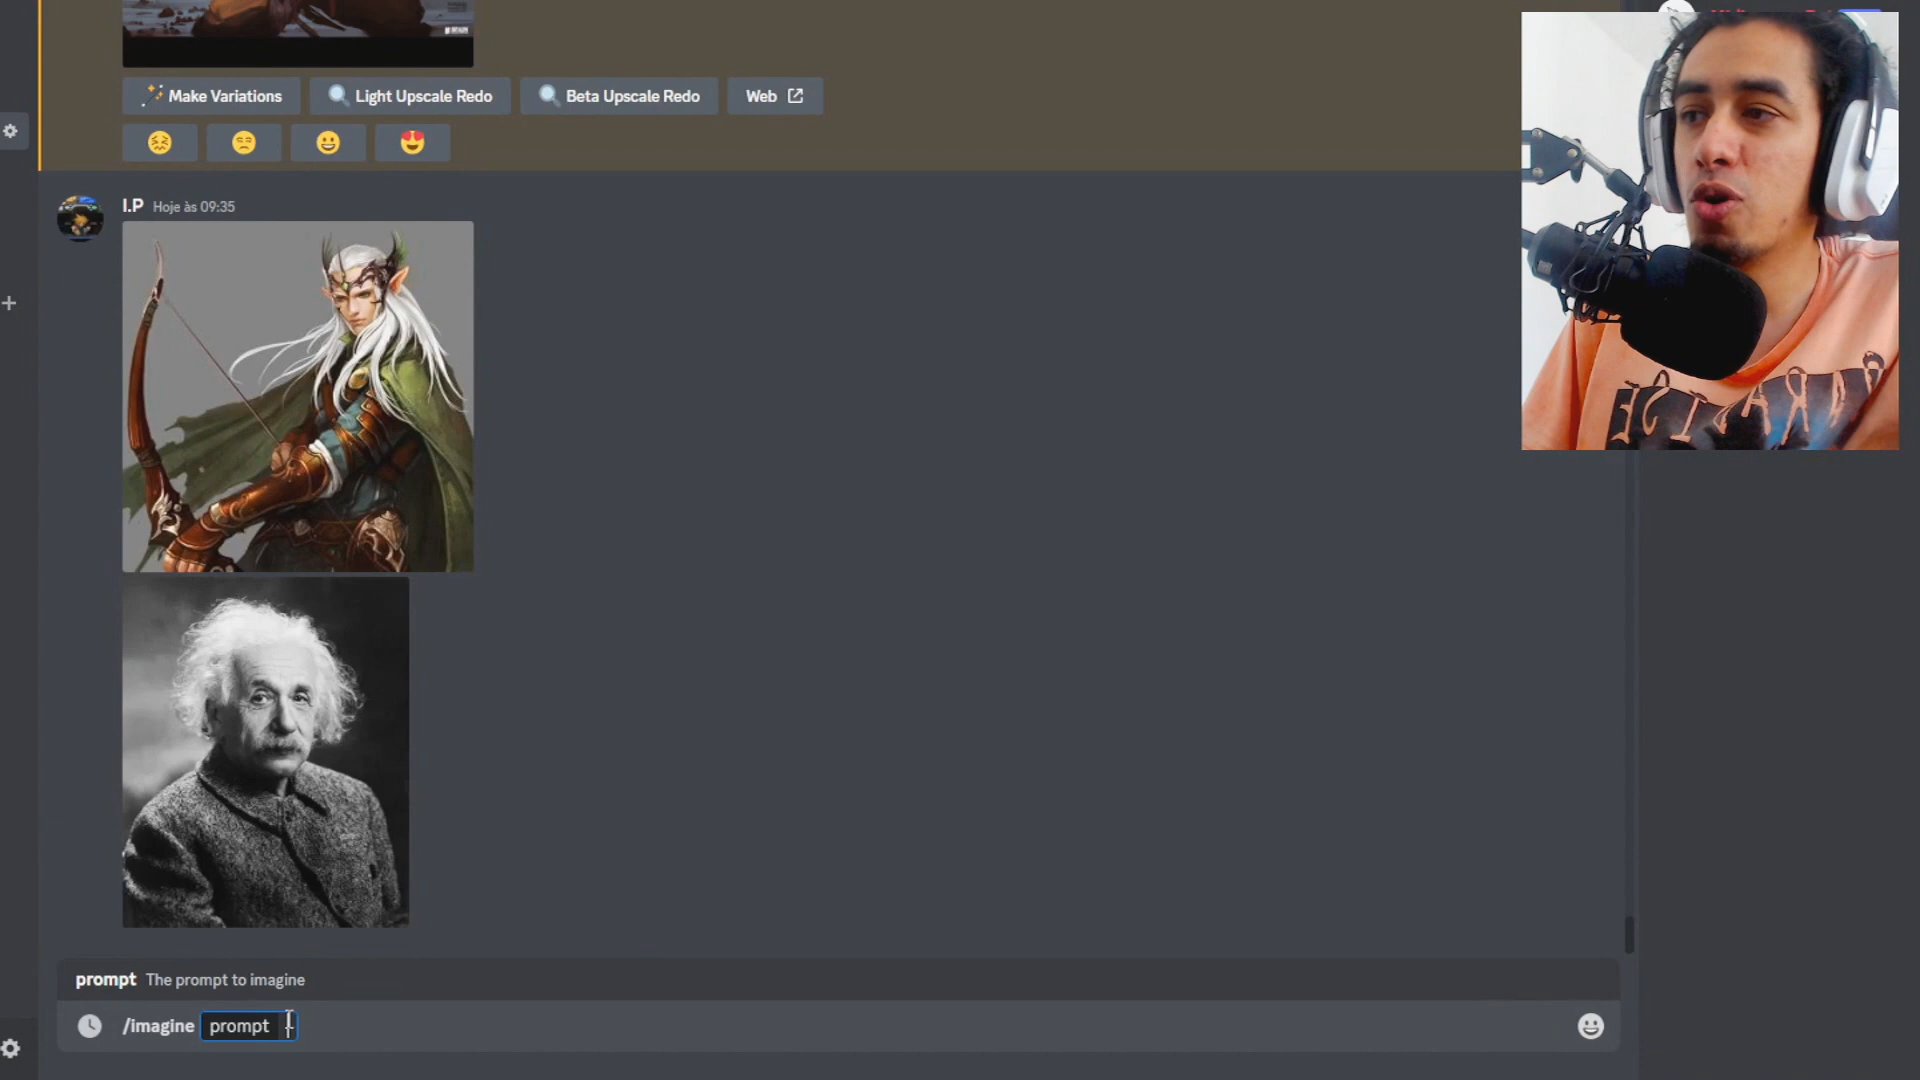 Make Variations
Light Upscale Redo
Beta Upscale Redo
Web
I.P Hoje às 09:35
prompt The prompt to imagine
/imagine prompt